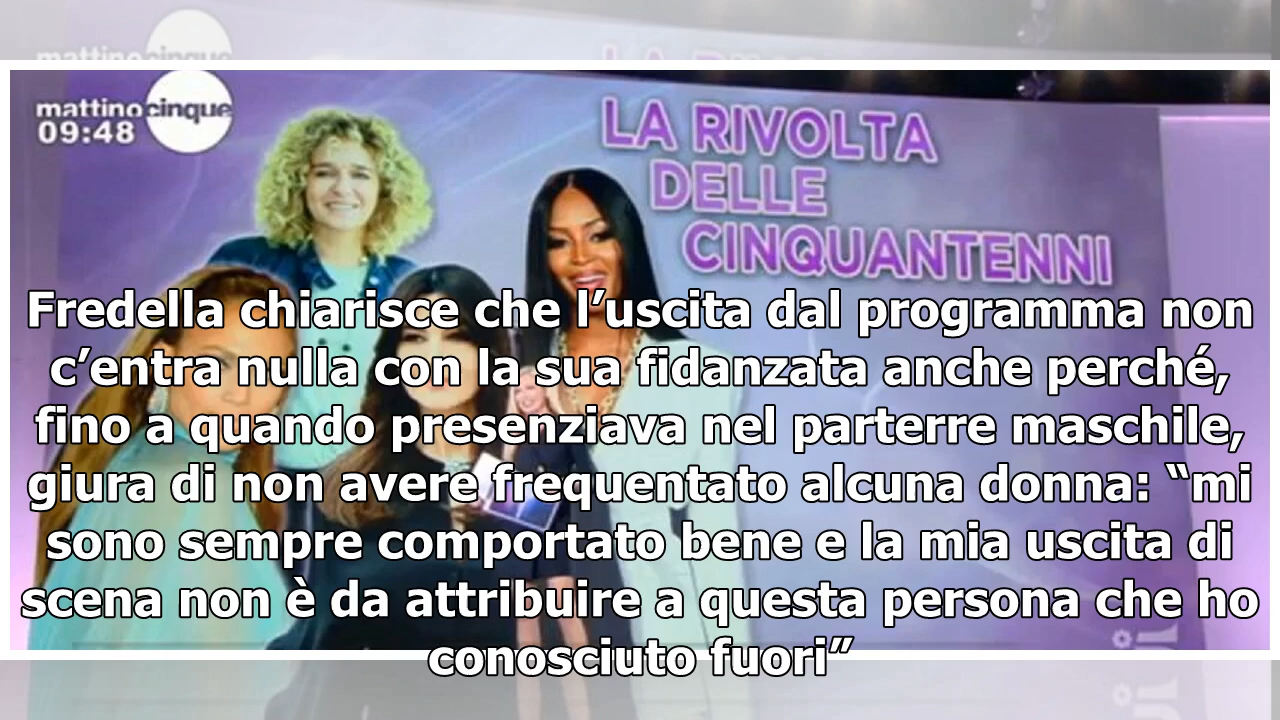 mattinocinque
mattinocinque
09:48
LA RIVOLTA
DELLE
CINQUANTENNI
Fredella chiarisce che l’uscita dal programma non
c’entra nulla con la sua fidanzata anche perché,
fino a quando presenziava nel parterre maschile,
giura di non avere frequentato alcuna donna: “mi
sono sempre comportato bene e la mia uscita di
scena non è da attribuire a questa persona che ho
conosciuto fuori”